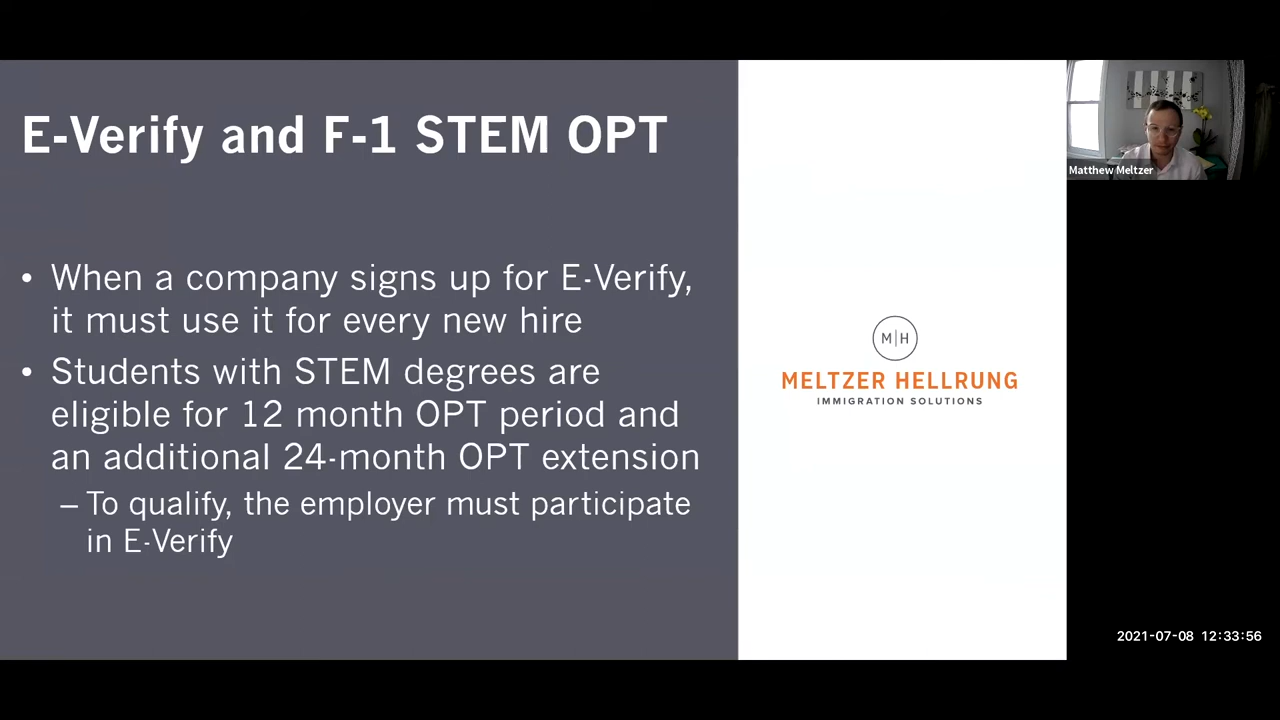 E-Verify and F-1 STEM OPT
• When a company signs up for E-Verify,
it must use it for every new hire
• Students with STEM degrees are
eligible for 12 month OPT period and
an additional 24-month OPT extension
– To qualify, the employer must participate
in E-Verify
M|H
MELTZER HELLRUNG
IMMIGRATION SOLUTIONS
Matthew Meltzer
2021-07-08 12:33:56